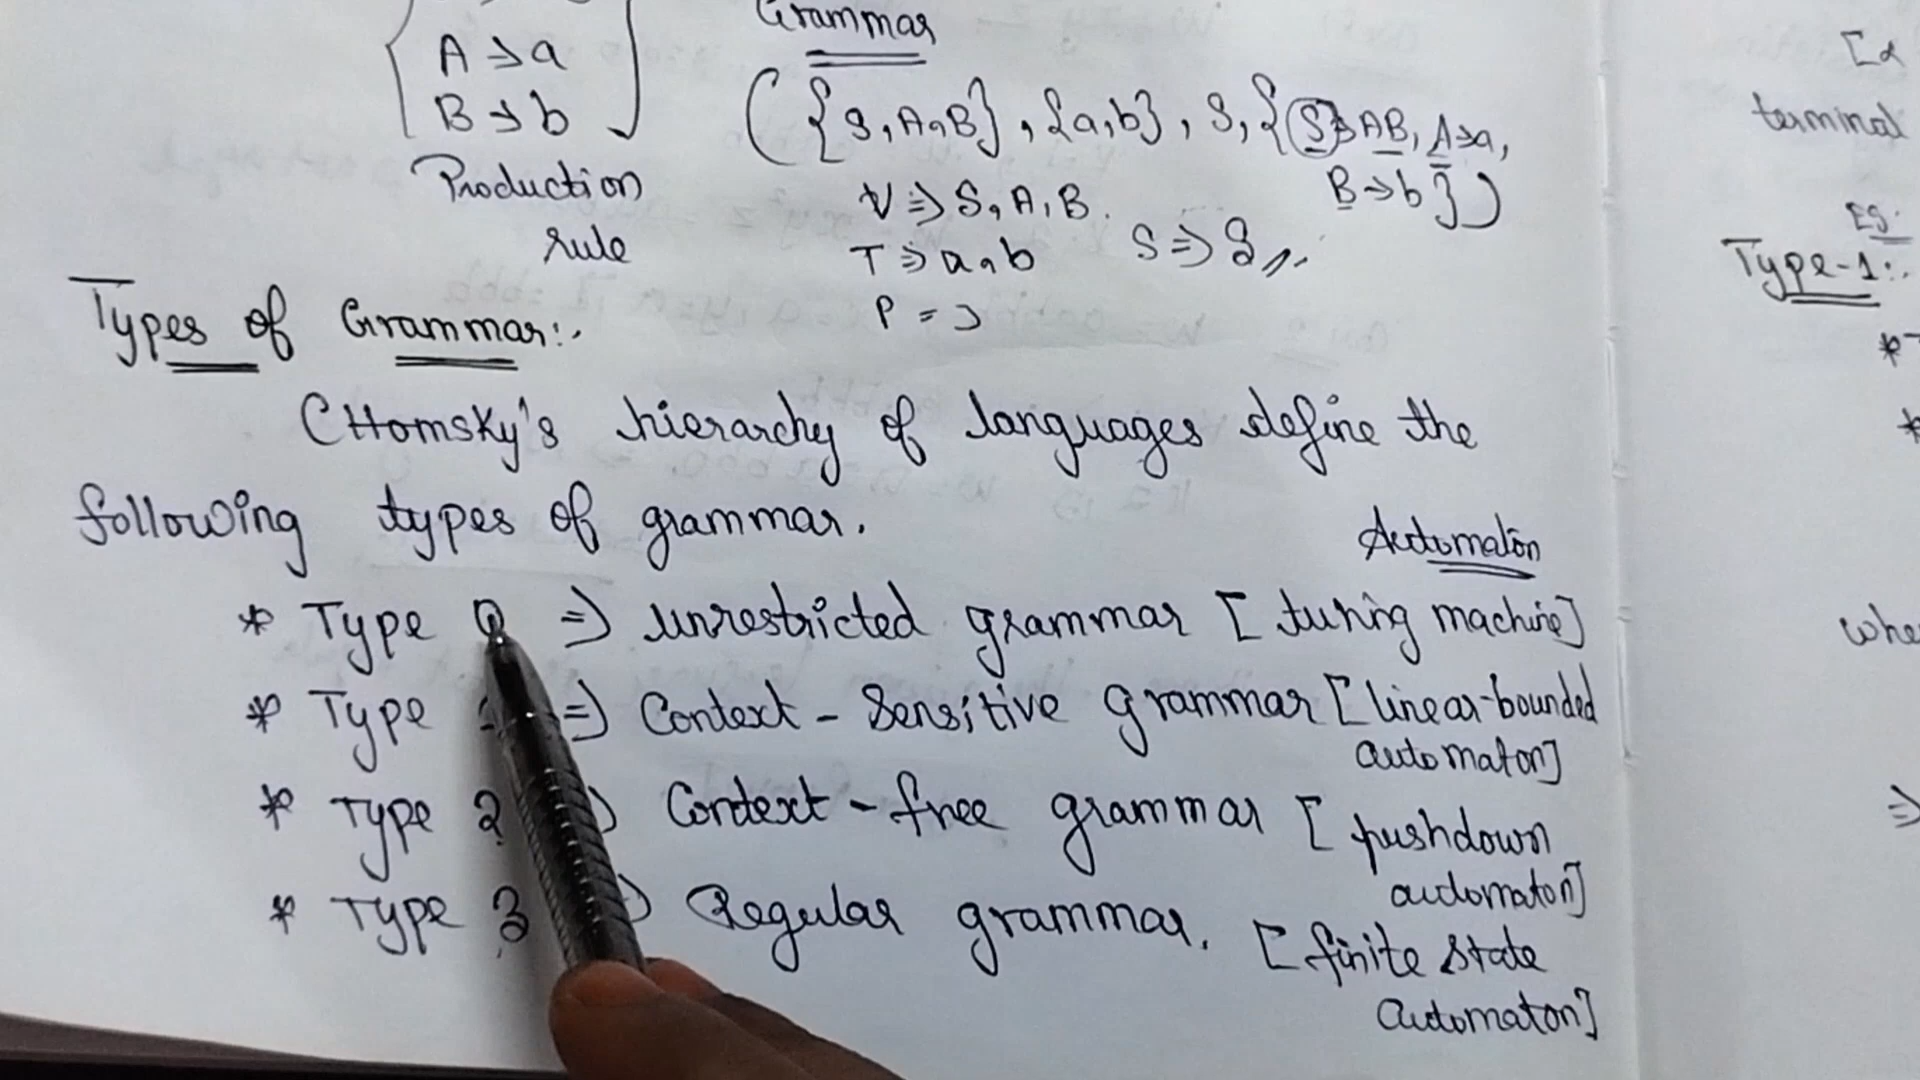 A → a
B → b
Production
rule
Grammar
({S, A, B}, {a, b}, S, {S → AB, A → a,
B → b})
V ⇒ S, A, B.
T ⇒ a, b
S ⇒ S
P =
Types of Grammar:-
CHomsky's hierarchy of languages define the
following types of grammar.
Automaton
* Type 0 ⇒ unrestricted grammar [turing machine]
* Type 1 ⇒ Context - Sensitive grammar [linear-bounded
automaton]
* Type 2 ⇒ Context - free grammar [pushdown
automaton]
* Type 3 ⇒ Regular grammar. [finite state
automaton]
terminal
Eg:
Type-1:-
*
*
⇒